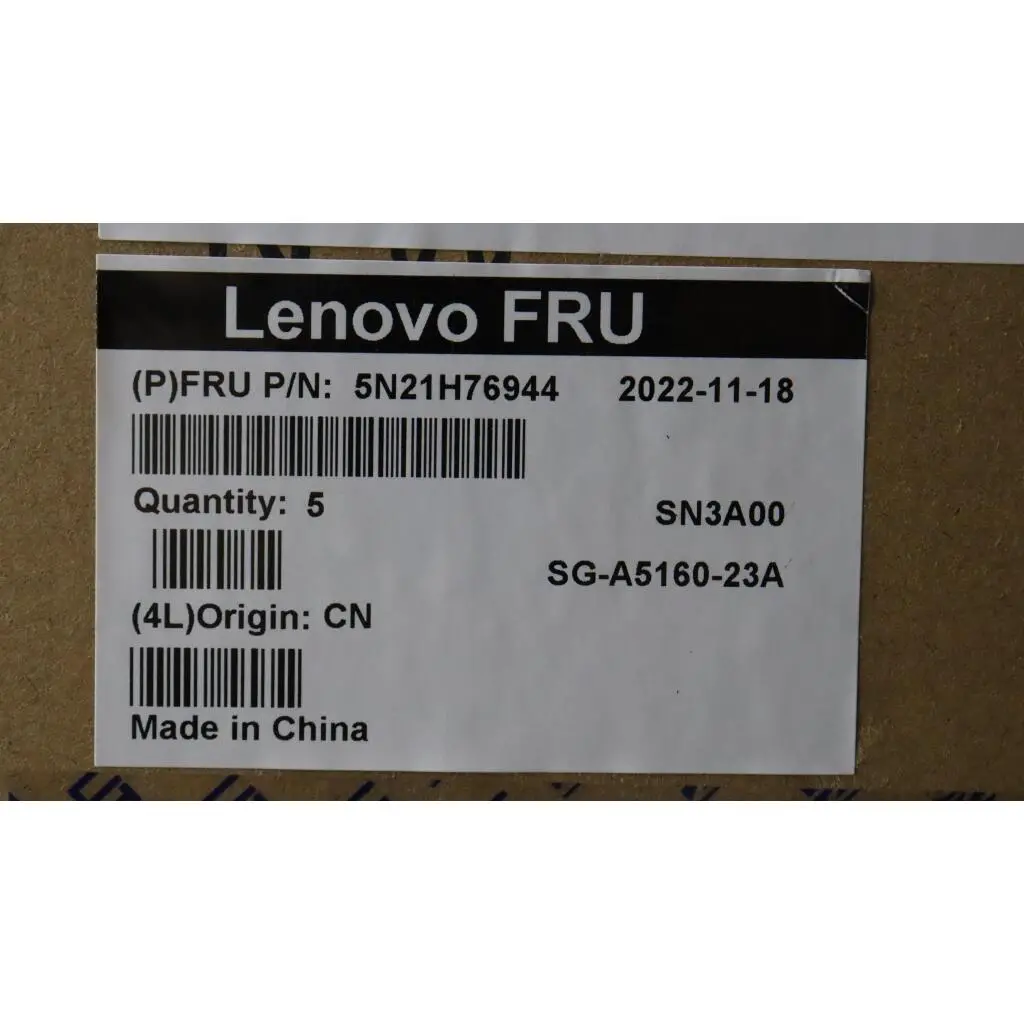 Lenovo FRU
(P)FRU P/N: 5N21H76944 2022-11-18
Quantity: 5 SN3A00
SG-A5160-23A
(4L)Origin: CN
Made in China